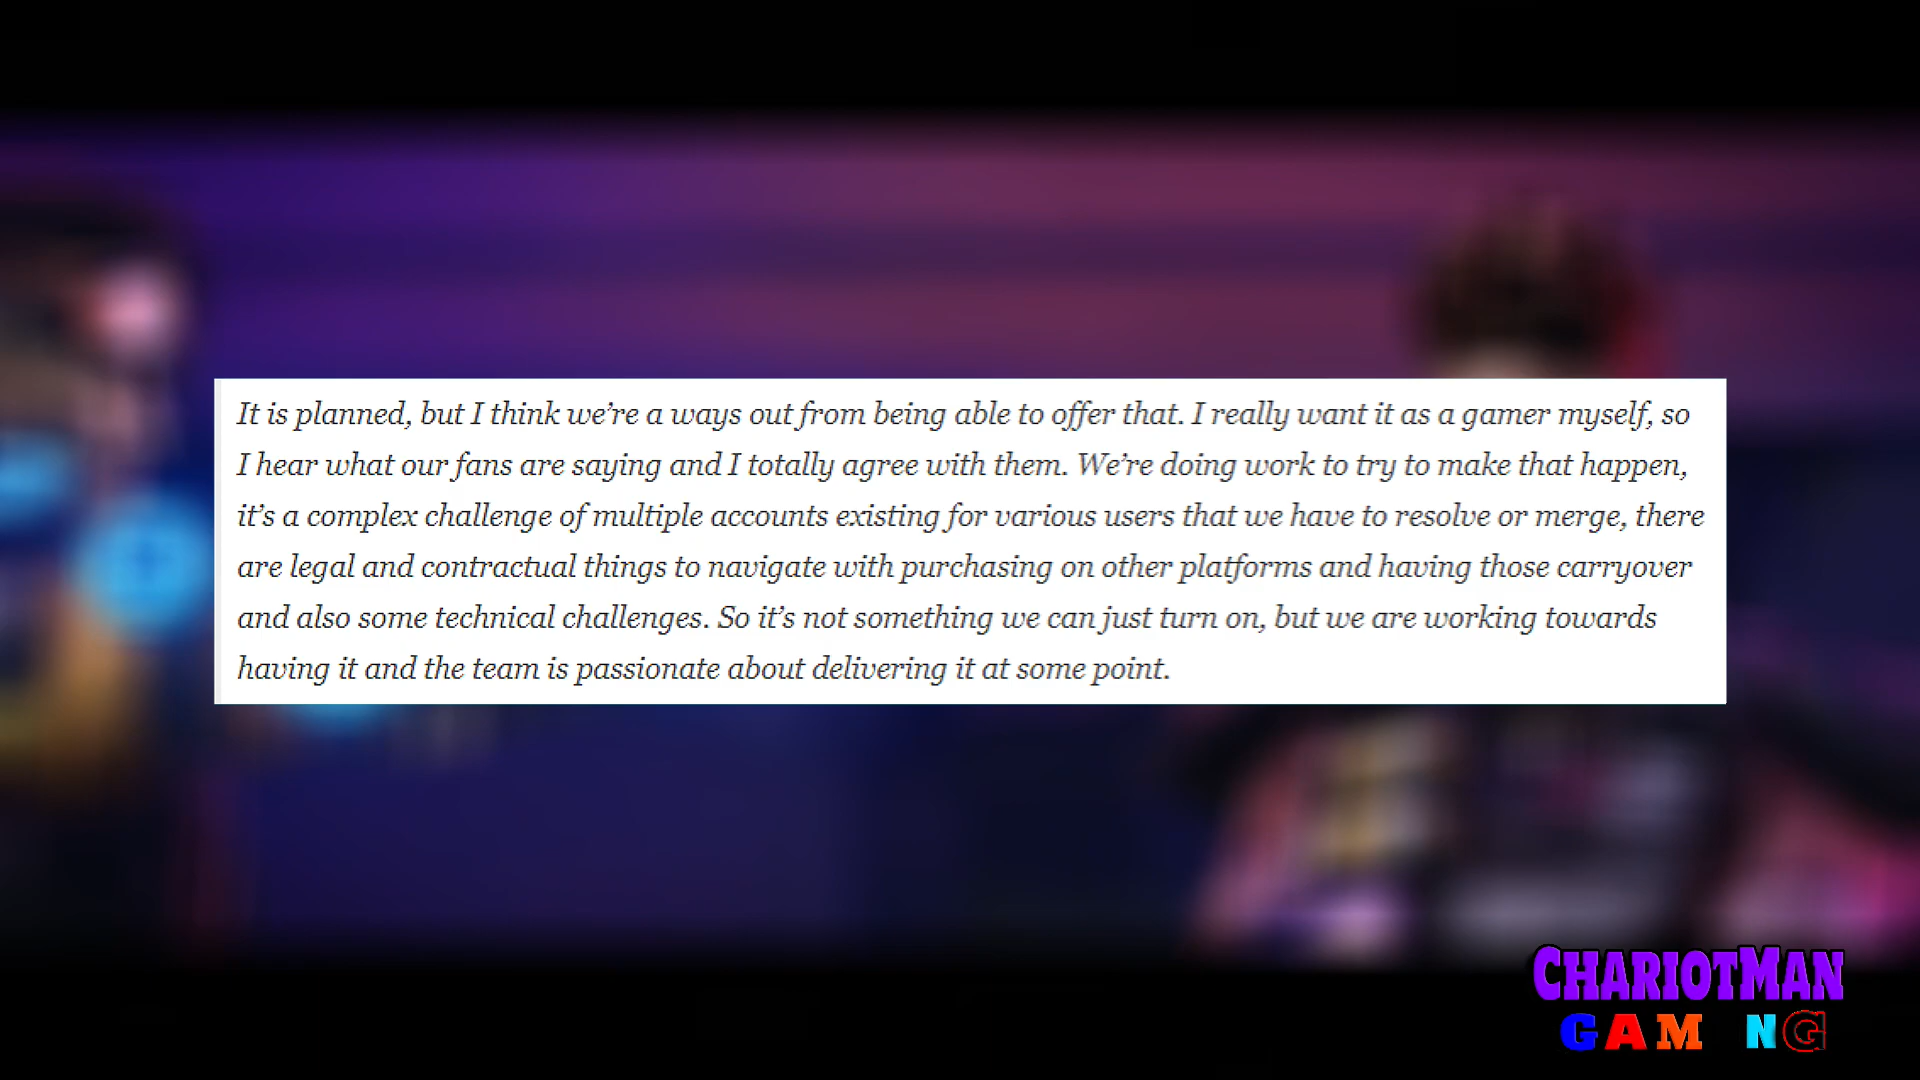 It is planned, but I think we’re a ways out from being able to offer that. I really want it as a gamer myself, so
I hear what our fans are saying and I totally agree with them. We’re doing work to try to make that happen,
it’s a complex challenge of multiple accounts existing for various users that we have to resolve or merge, there
are legal and contractual things to navigate with purchasing on other platforms and having those carryover
and also some technical challenges. So it’s not something we can just turn on, but we are working towards
having it and the team is passionate about delivering it at some point.
CHARIOTMAN
GAM NG